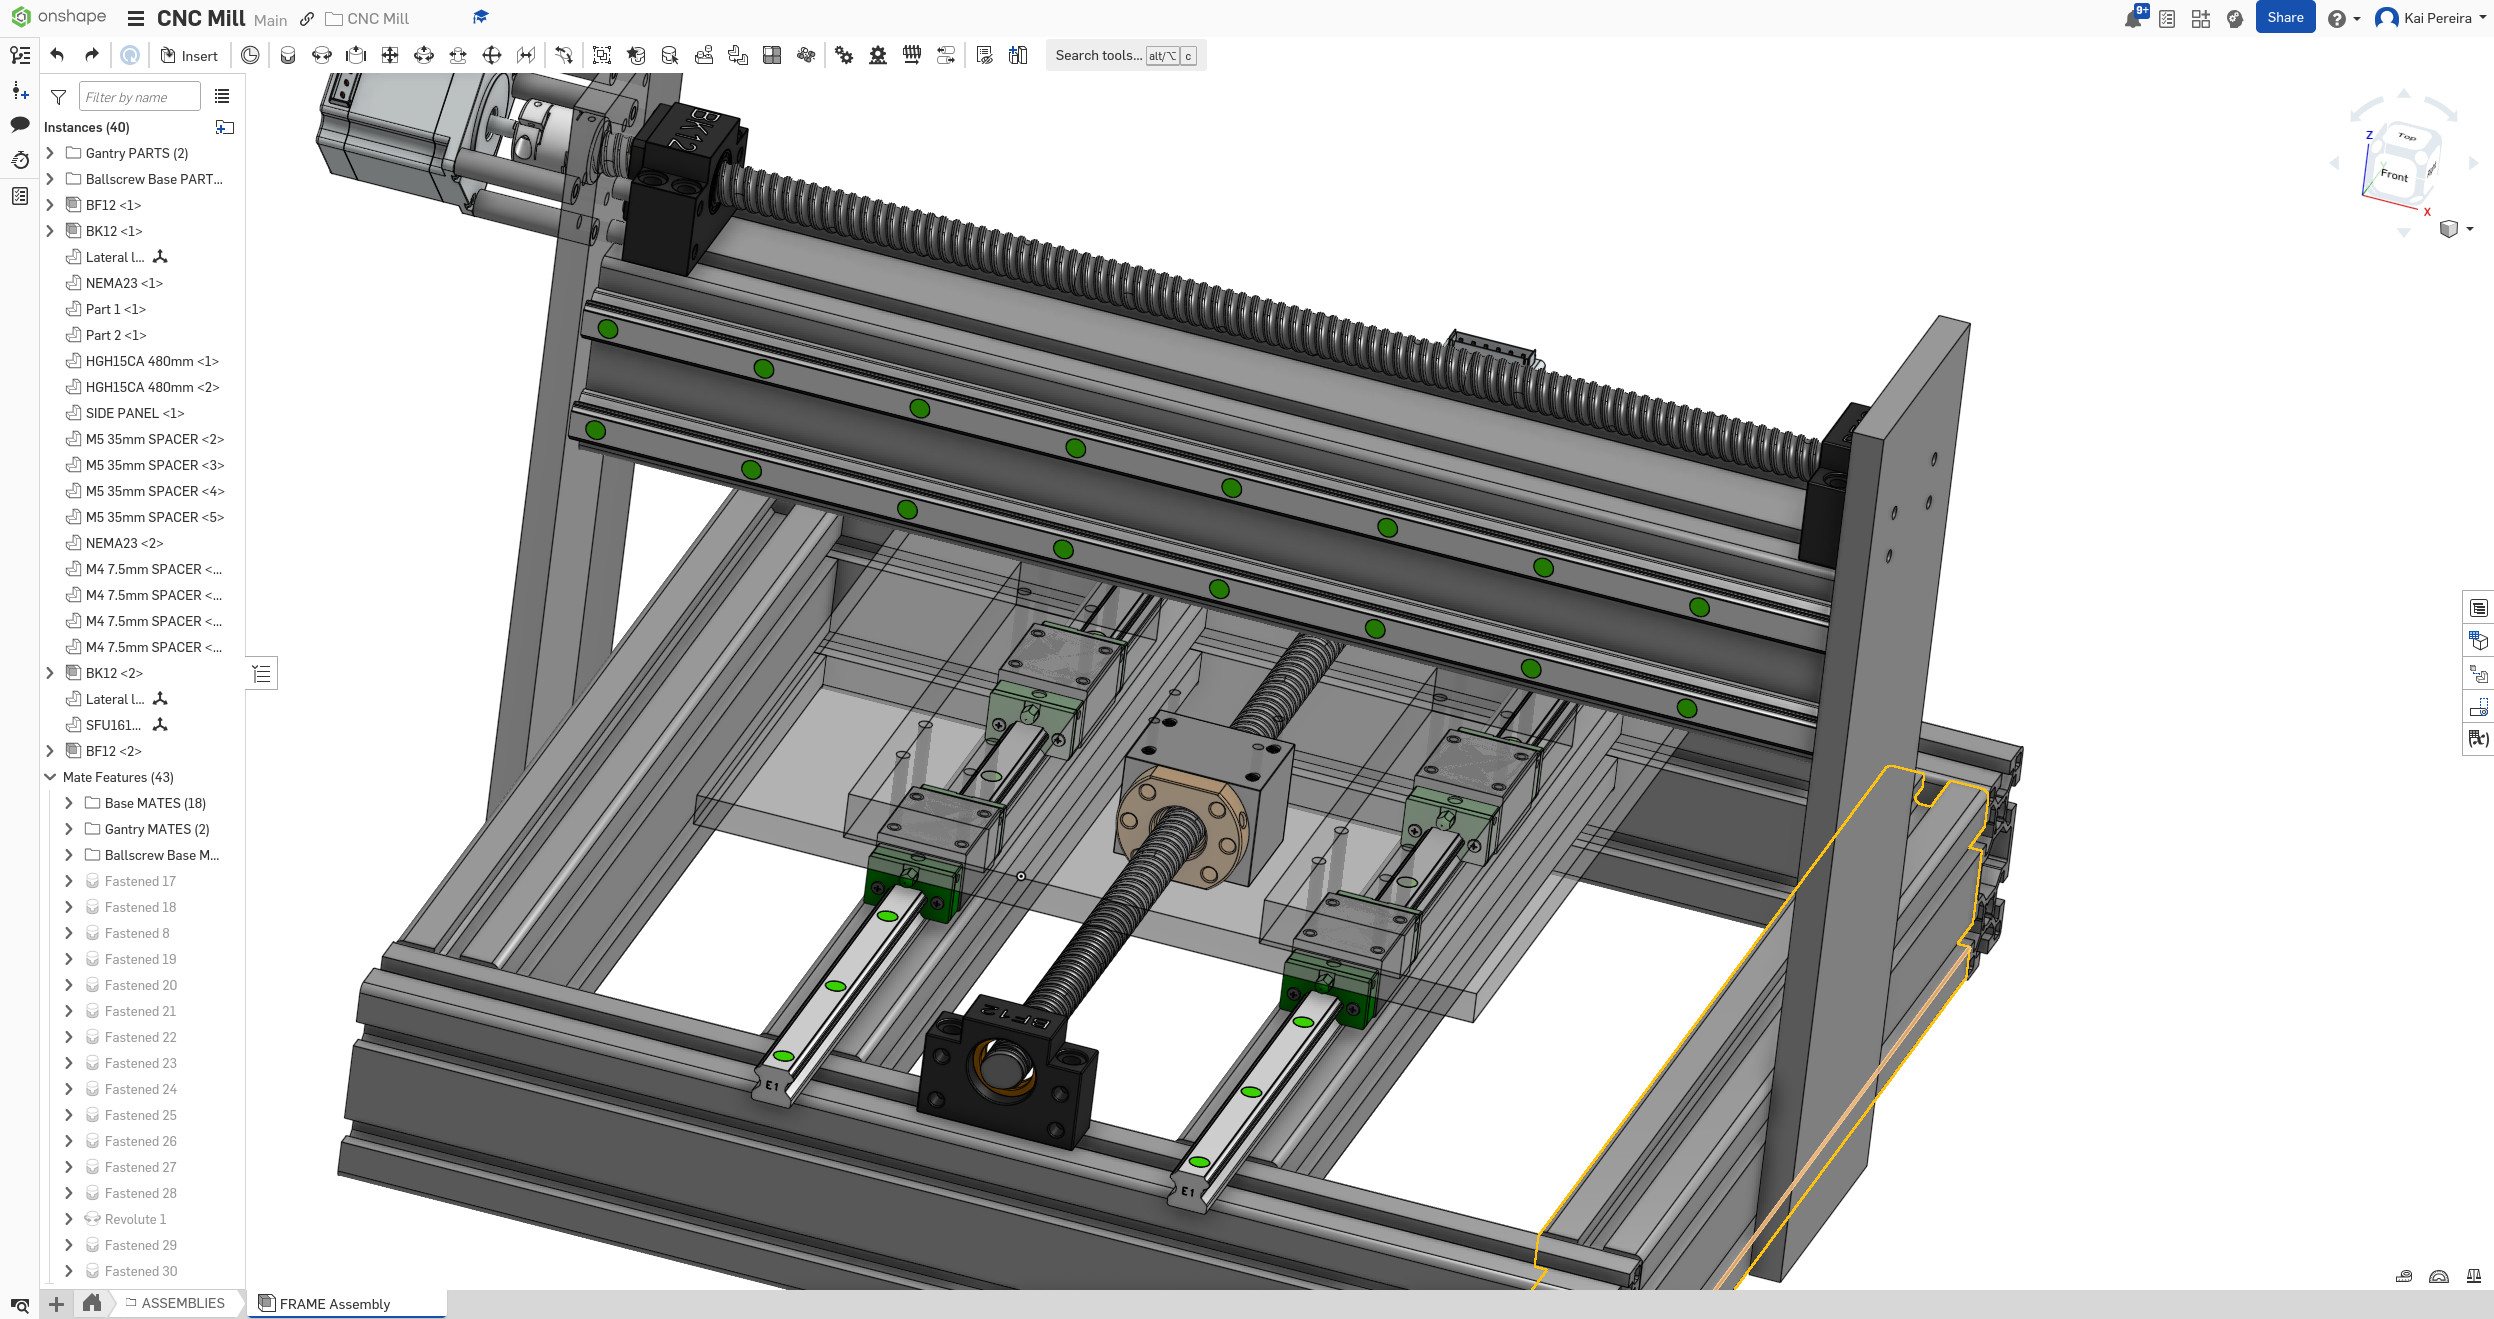 onshape
CNC Mill
Main
CNC Mill
9+
Share
Kai Pereira
Insert
Search tools...
alt/⌥
c
Filter by name
Instances (40)
Gantry PARTS (2)
Ballscrew Base PART...
BF12 <1>
BK12 <1>
Lateral l...
NEMA23 <1>
Part 1 <1>
Part 2 <1>
HGH15CA 480mm <1>
HGH15CA 480mm <2>
SIDE PANEL <1>
M5 35mm SPACER <2>
M5 35mm SPACER <3>
M5 35mm SPACER <4>
M5 35mm SPACER <5>
NEMA23 <2>
M4 7.5mm SPACER <...
M4 7.5mm SPACER <...
M4 7.5mm SPACER <...
M4 7.5mm SPACER <...
BK12 <2>
Lateral l...
SFU161...
BF12 <2>
Mate Features (43)
Base MATES (18)
Gantry MATES (2)
Ballscrew Base M...
Fastened 17
Fastened 18
Fastened 8
Fastened 19
Fastened 20
Fastened 21
Fastened 22
Fastened 23
Fastened 24
Fastened 25
Fastened 26
Fastened 27
Fastened 28
Revolute 1
Fastened 29
Fastened 30
BK12
BF12
E1
E1
Top
Z
Y
Front
X
ASSEMBLIES
FRAME Assembly